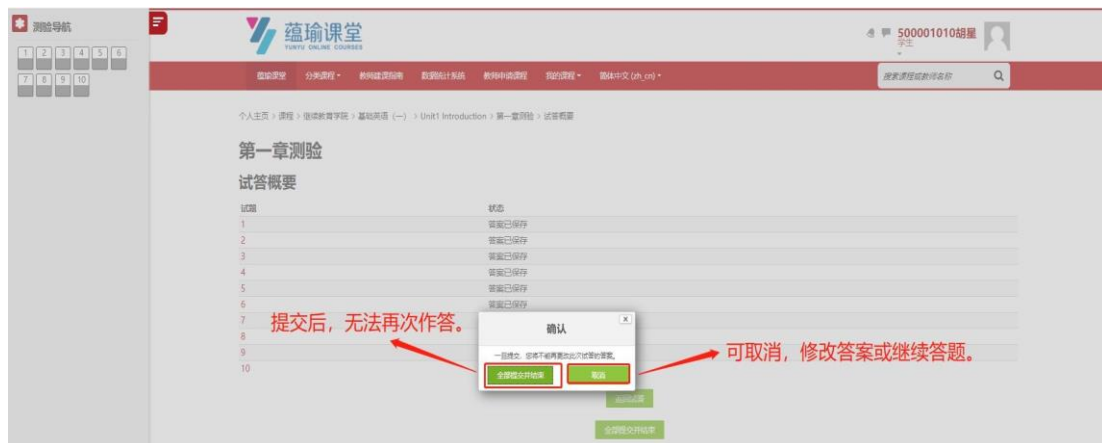 测验导航
1 2 3 4 5 6
7 8 9 10
蕴瑜课堂
YUNYU ONLINE COURSES
500001010胡星
学生
蕴瑜课堂 分类课程 教师建课指南 数据统计系统 教师申请课程 我的课程 简体中文 (zh_cn)
搜索课程或教师名称
个人主页 > 课程 > 继续教育学院 > 基础英语 (一) > Unit1 Introduction > 第一章测验 > 试答概要
第一章测验
试答概要
试题 状态
1 答案已保存
2 答案已保存
3 答案已保存
4 答案已保存
5 答案已保存
6 答案已保存
7
8
9
10
提交后，无法再次作答。
确认
一旦提交，您将不能再更改此次试答的答案。
全部提交并结束 取消
可取消，修改答案或继续答题。
返回试答
全部提交并结束